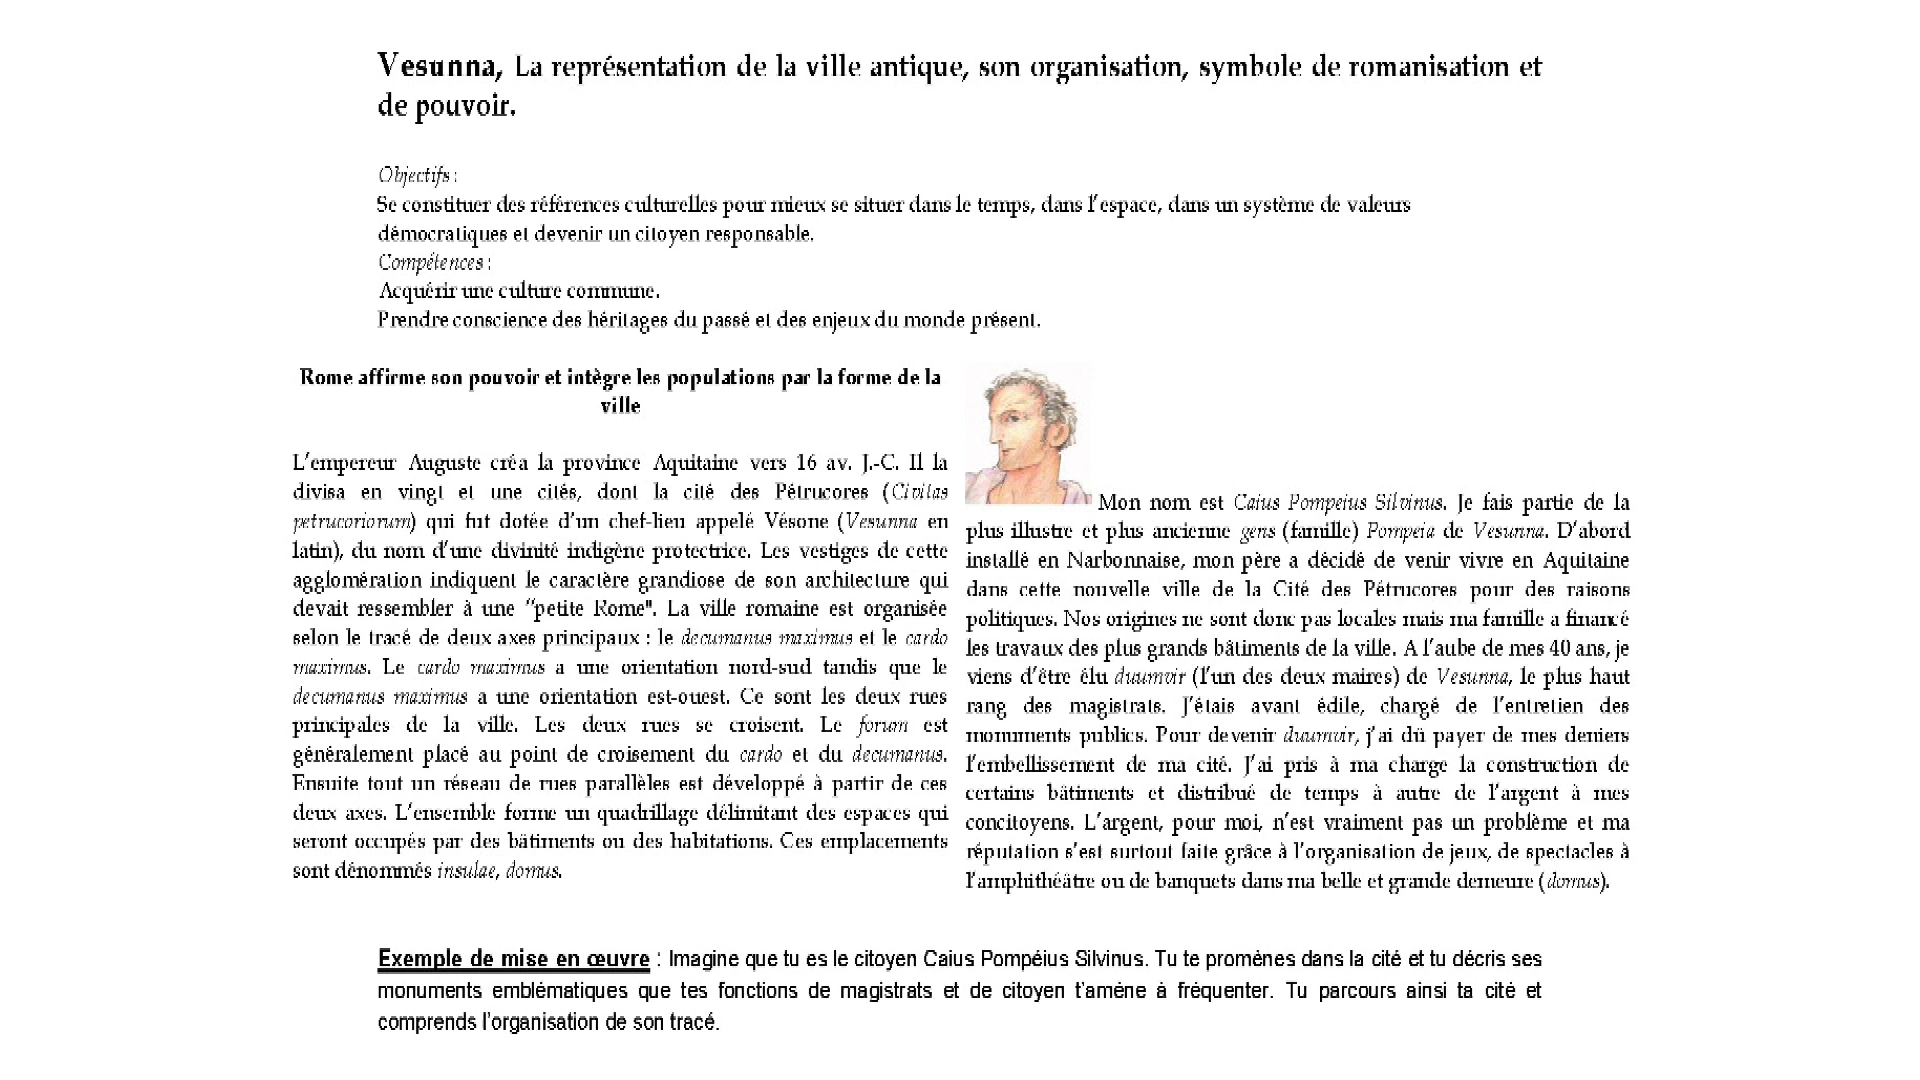 Vesunna, La représentation de la ville antique, son organisation, symbole de romanisation et
de pouvoir.
Objectifs :
Se constituer des références culturelles pour mieux se situer dans le temps, dans l'espace, dans un système de valeurs
démocratiques et devenir un citoyen responsable.
Compétences :
Acquérir une culture commune.
Prendre conscience des héritages du passé et des enjeux du monde présent.
Rome affirme son pouvoir et intègre les populations par la forme de la
ville
L'empereur Auguste créa la province Aquitaine vers 16 av. J.-C. Il la
divisa en vingt et une cités, dont la cité des Pétrucores (Civitas
petrucoriorum) qui fut dotée d'un chef-lieu appelé Vésone (Vesunna en
latin), du nom d'une divinité indigène protectrice. Les vestiges de cette
agglomération indiquent le caractère grandiose de son architecture qui
devait ressembler à une "petite Rome". La ville romaine est organisée
selon le tracé de deux axes principaux : le decumanus maximus et le cardo
maximus. Le cardo maximus a une orientation nord-sud tandis que le
decumanus maximus a une orientation est-ouest. Ce sont les deux rues
principales de la ville. Les deux rues se croisent. Le forum est
généralement placé au point de croisement du cardo et du decumanus.
Ensuite tout un réseau de rues parallèles est développé à partir de ces
deux axes. L'ensemble forme un quadrillage délimitant des espaces qui
seront occupés par des bâtiments ou des habitations. Ces emplacements
sont dénommés insulae, domus.
Mon nom est Caius Pompeius Silvinus. Je fais partie de la
plus illustre et plus ancienne gens (famille) Pompeia de Vesunna. D'abord
installé en Narbonnaise, mon père a décidé de venir vivre en Aquitaine
dans cette nouvelle ville de la Cité des Pétrucores pour des raisons
politiques. Nos origines ne sont donc pas locales mais ma famille a financé
les travaux des plus grands bâtiments de la ville. A l'aube de mes 40 ans, je
viens d'être élu duumvir (l'un des deux maires) de Vesunna, le plus haut
rang des magistrats. J'étais avant édile, chargé de l'entretien des
monuments publics. Pour devenir duumvir, j'ai dû payer de mes deniers
l'embellissement de ma cité. J'ai pris à ma charge la construction de
certains bâtiments et distribué de temps à autre de l'argent à mes
concitoyens. L'argent, pour moi, n'est vraiment pas un problème et ma
réputation s'est surtout faite grâce à l'organisation de jeux, de spectacles à
l'amphithéâtre ou de banquets dans ma belle et grande demeure (domus).
Exemple de mise en œuvre : Imagine que tu es le citoyen Caius Pompéius Silvinus. Tu te promènes dans la cité et tu décris ses
monuments emblématiques que tes fonctions de magistrats et de citoyen t'amène à fréquenter. Tu parcours ainsi ta cité et
comprends l'organisation de son tracé.